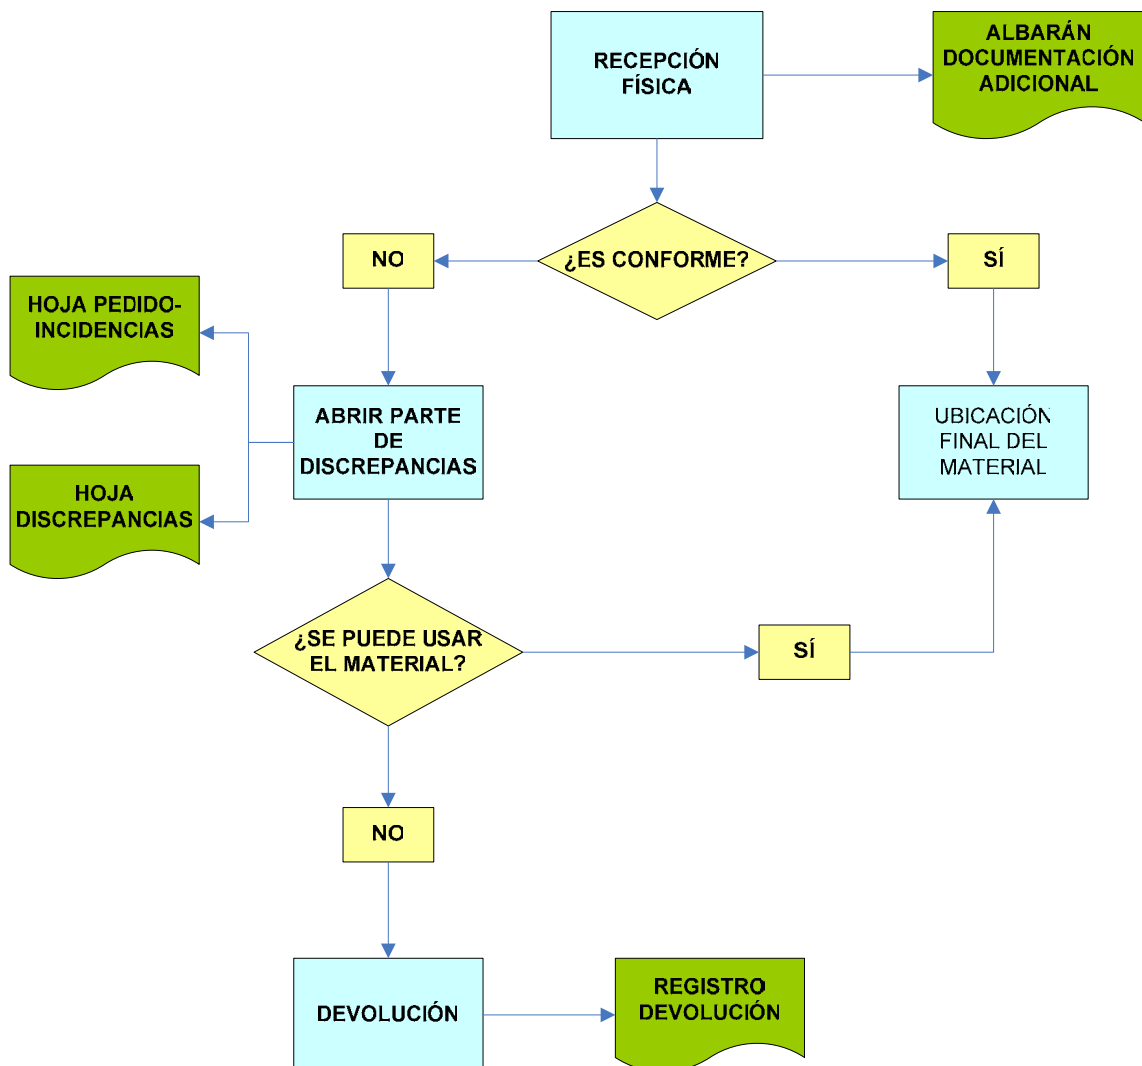 RECEPCIÓN
FÍSICA
ALBARÁN
DOCUMENTACIÓN
ADICIONAL
¿ES CONFORME?
NO
SÍ
HOJA PEDIDO-
INCIDENCIAS
ABRIR PARTE
DE
DISCREPANCIAS
UBICACIÓN
FINAL DEL
MATERIAL
HOJA
DISCREPANCIAS
¿SE PUEDE USAR
EL MATERIAL?
SÍ
NO
DEVOLUCIÓN
REGISTRO
DEVOLUCIÓN